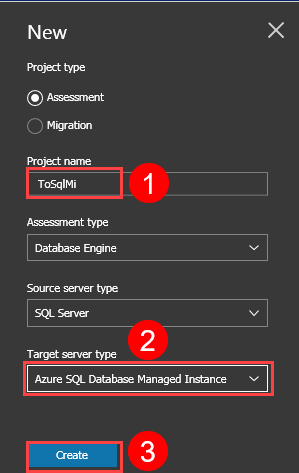 New
Project type
Assessment
Migration
Project name
ToSqlMi
1
Assessment type
Database Engine
Source server type
SQL Server
2
Target server type
Azure SQL Database Managed Instance
Create
3